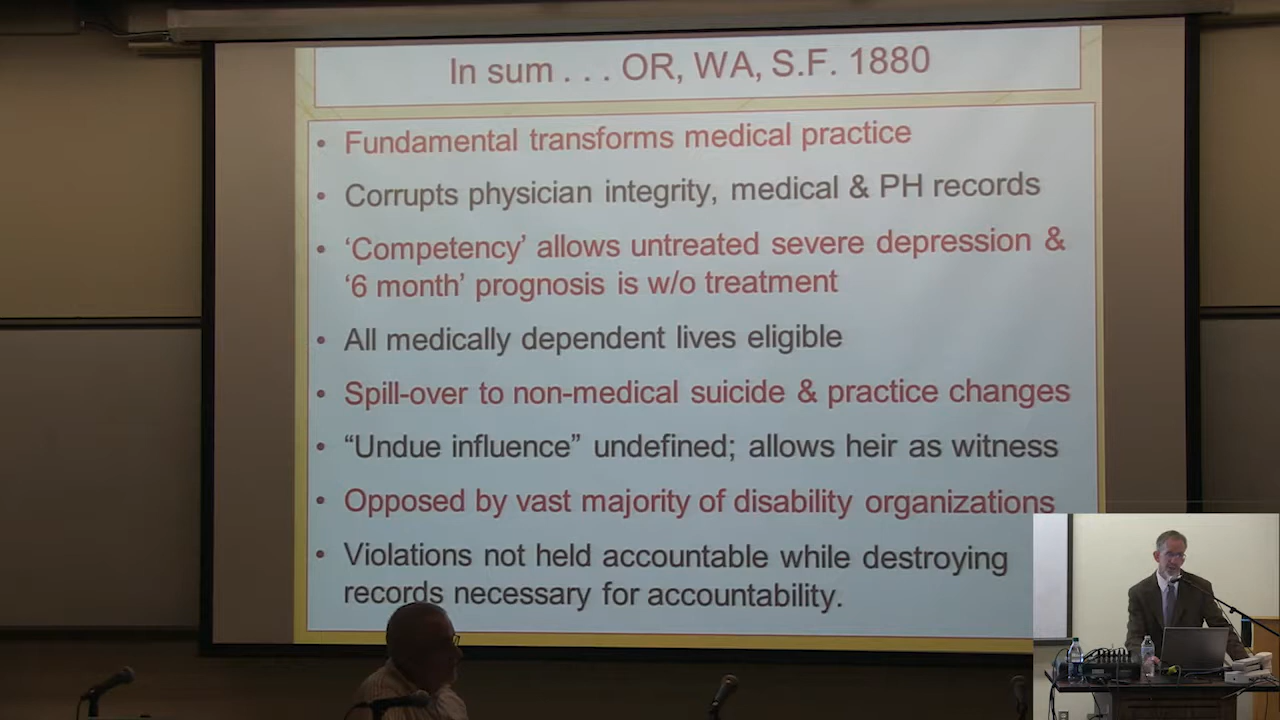 In sum . . . OR, WA, S.F. 1880
• Fundamental transforms medical practice
• Corrupts physician integrity, medical & PH records
• ‘Competency’ allows untreated severe depression &
‘6 month’ prognosis is w/o treatment
• All medically dependent lives eligible
• Spill-over to non-medical suicide & practice changes
• “Undue influence” undefined; allows heir as witness
• Opposed by vast majority of disability organizations
• Violations not held accountable while destroying
records necessary for accountability.